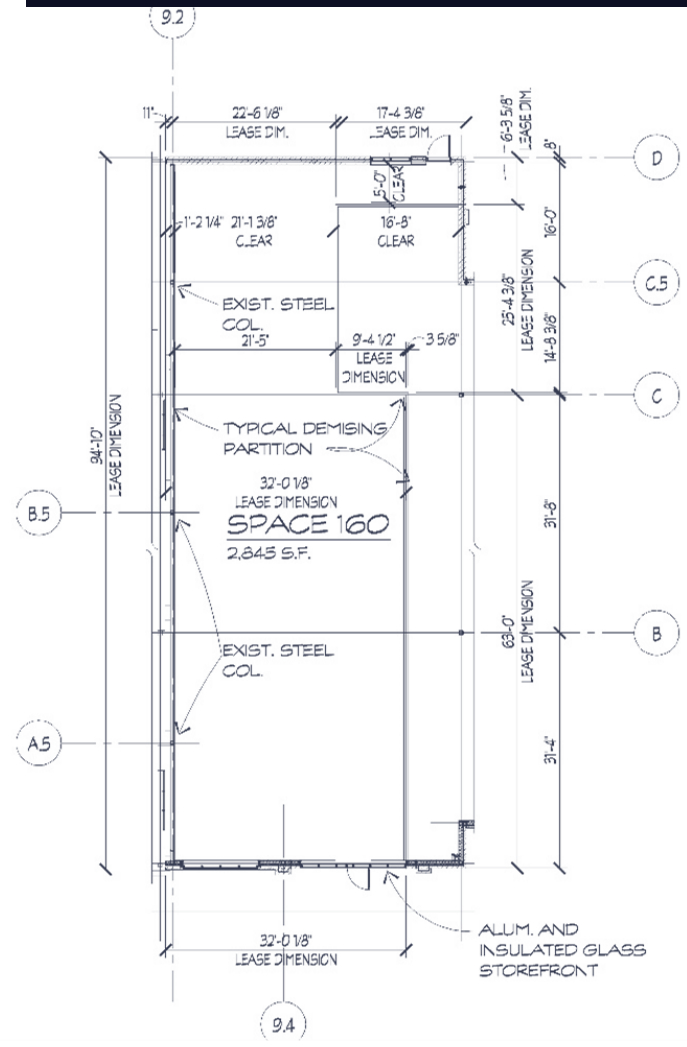 9.2
11"
22'-6 1/8"
LEASE DIM.
17-4 3/8"
LEASE DIM.
6'-3 5/8"
LEASE DIM.
8"
D
5'-0"
CLEAR
1'-2 1/4"
21'-1 3/8"
CLEAR
16'-8"
CLEAR
16'-0"
C.5
EXIST. STEEL
COL.
25'-4 3/8"
LEASE DIMENSION
14'-8 3/8"
21'-5"
9'-4 1/2"
LEASE
DIMENSION
3 5/8"
C
94'-10"
LEASE DIMENSION
TYPICAL DEMISING
PARTITION
32'-0 1/8"
LEASE DIMENSION
SPACE 160
2,845 S.F.
B.5
31'-8"
63'-0"
LEASE DIMENSION
B
EXIST. STEEL
COL.
A.5
31'-4"
32'-0 1/8"
LEASE DIMENSION
ALUM. AND
INSULATED GLASS
STOREFRONT
9.4